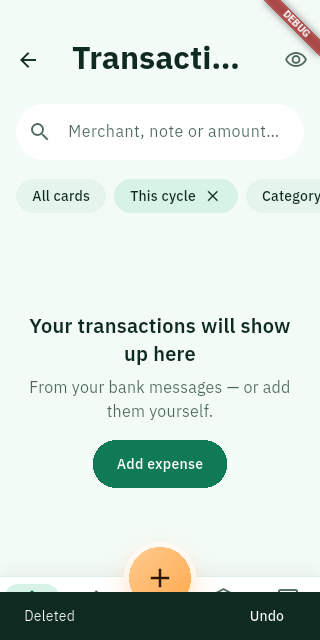 DEBUG
Transacti...
Merchant, note or amount...
All cards
This cycle
Category
Your transactions will show
up here
From your bank messages — or add
them yourself.
Add expense
Deleted
Undo